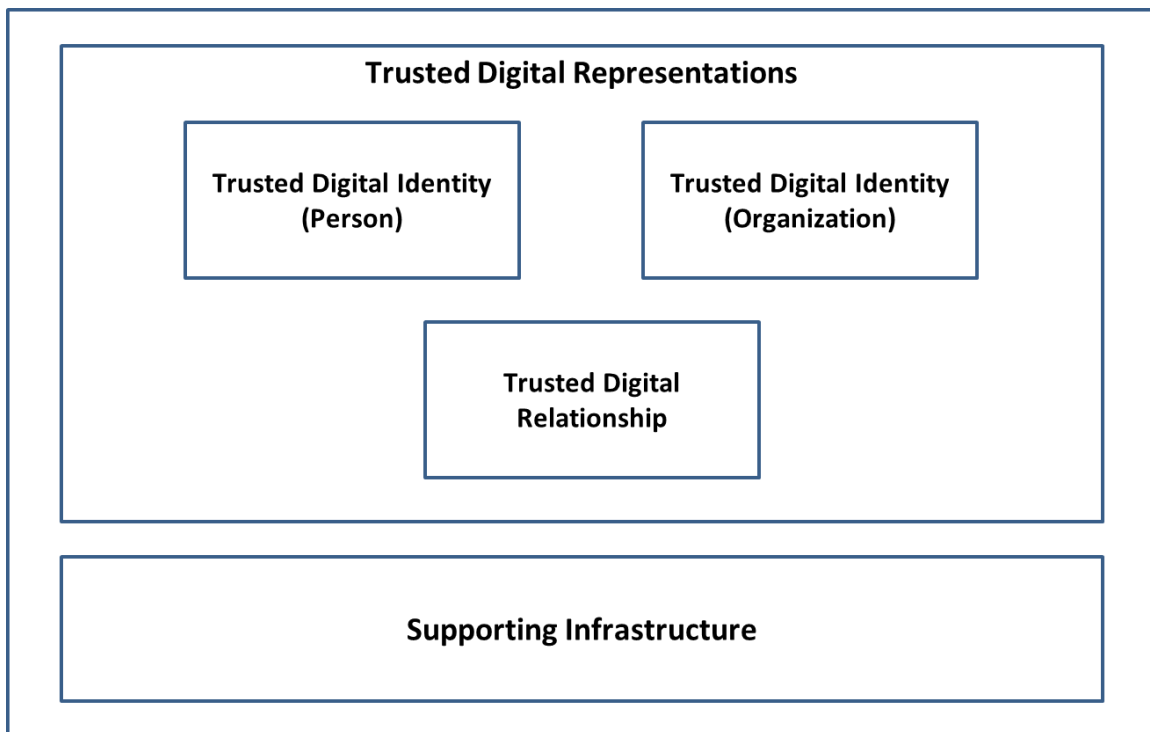 Trusted Digital Representations
Trusted Digital Identity
(Person)
Trusted Digital Identity
(Organization)
Trusted Digital
Relationship
Supporting Infrastructure